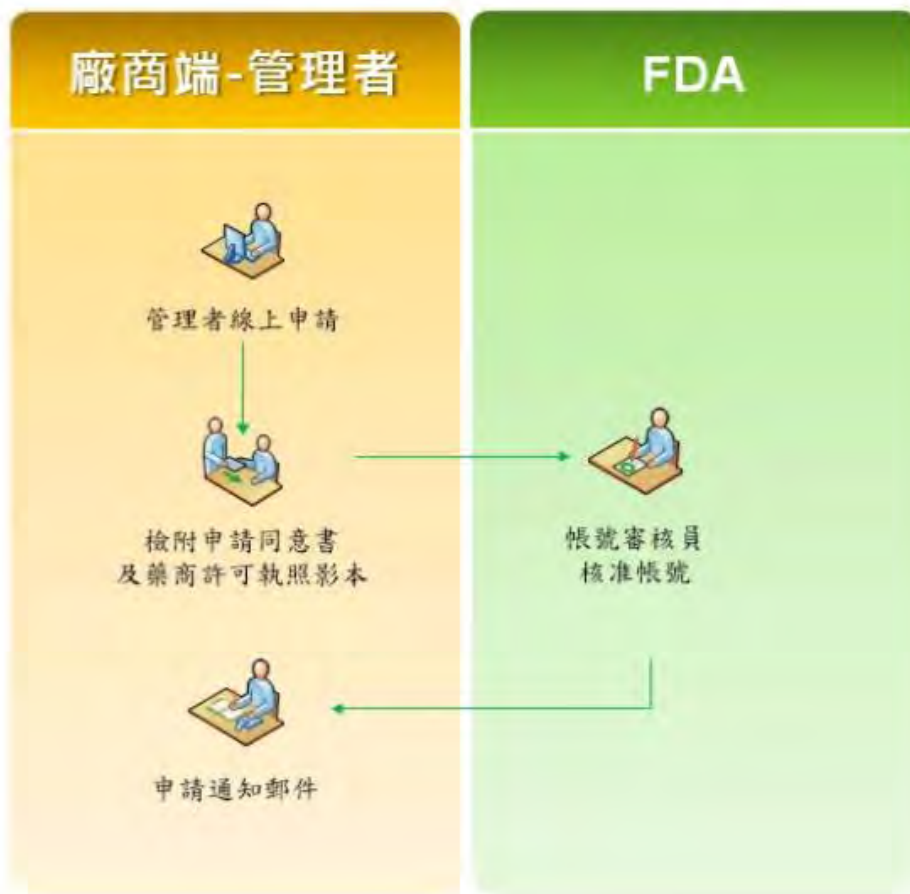 廠商端-管理者
FDA
管理者線上申請
檢附申請同意書
及藥商許可執照影本
帳號審核員
核准帳號
申請通知郵件